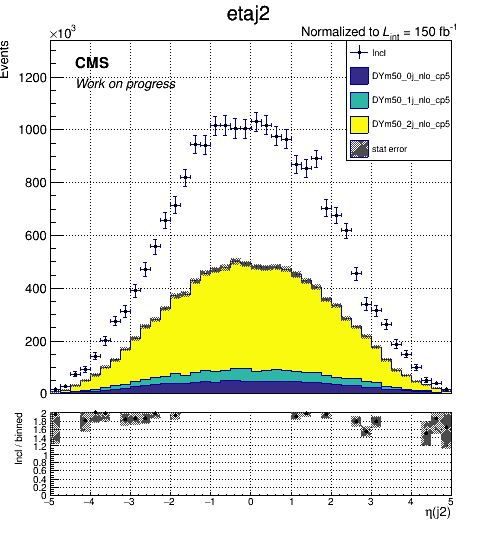 etaj2
×10³
Normalized to L_int = 150 fb⁻¹
Events
CMS
Work on progress
Incl
DYm50_0j_nlo_cp5
DYm50_1j_nlo_cp5
DYm50_2j_nlo_cp5
stat error
1200
1000
800
600
400
200
0
Incl / binned
2
1.8
1.6
1.4
1.2
1
0.8
0.6
0.4
0.2
0
−5 −4 −3 −2 −1 0 1 2 3 4 5
η(j2)